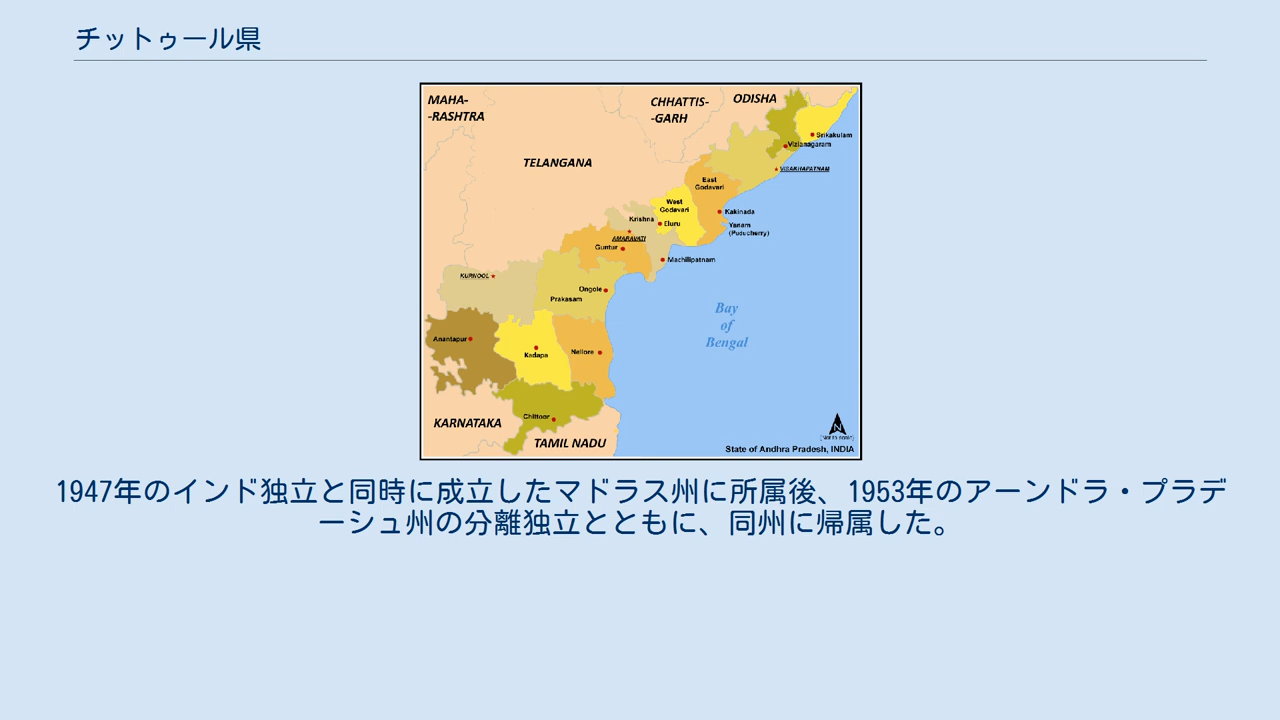 チットゥール県
MAHA-
-RASHTRA
CHHATTIS-
-GARH
ODISHA
TELANGANA
Srikakulam
Vizianagaram
VISAKHAPATNAM
East
Godavari
West
Godavari
Kakinada
Krishna
Eluru
Yanam
(Puducherry)
AMARAVATI
Guntur
Machilipatnam
KURNOOL
Ongole
Prakasam
Bay
of
Bengal
Anantapur
Kadapa
Nellore
Chittoor
KARNATAKA
TAMIL NADU
N
(Not to scale)
State of Andhra Pradesh, INDIA
1947年のインド独立と同時に成立したマドラス州に所属後、1953年のアーンドラ・プラデ
ーシュ州の分離独立とともに、同州に帰属した。